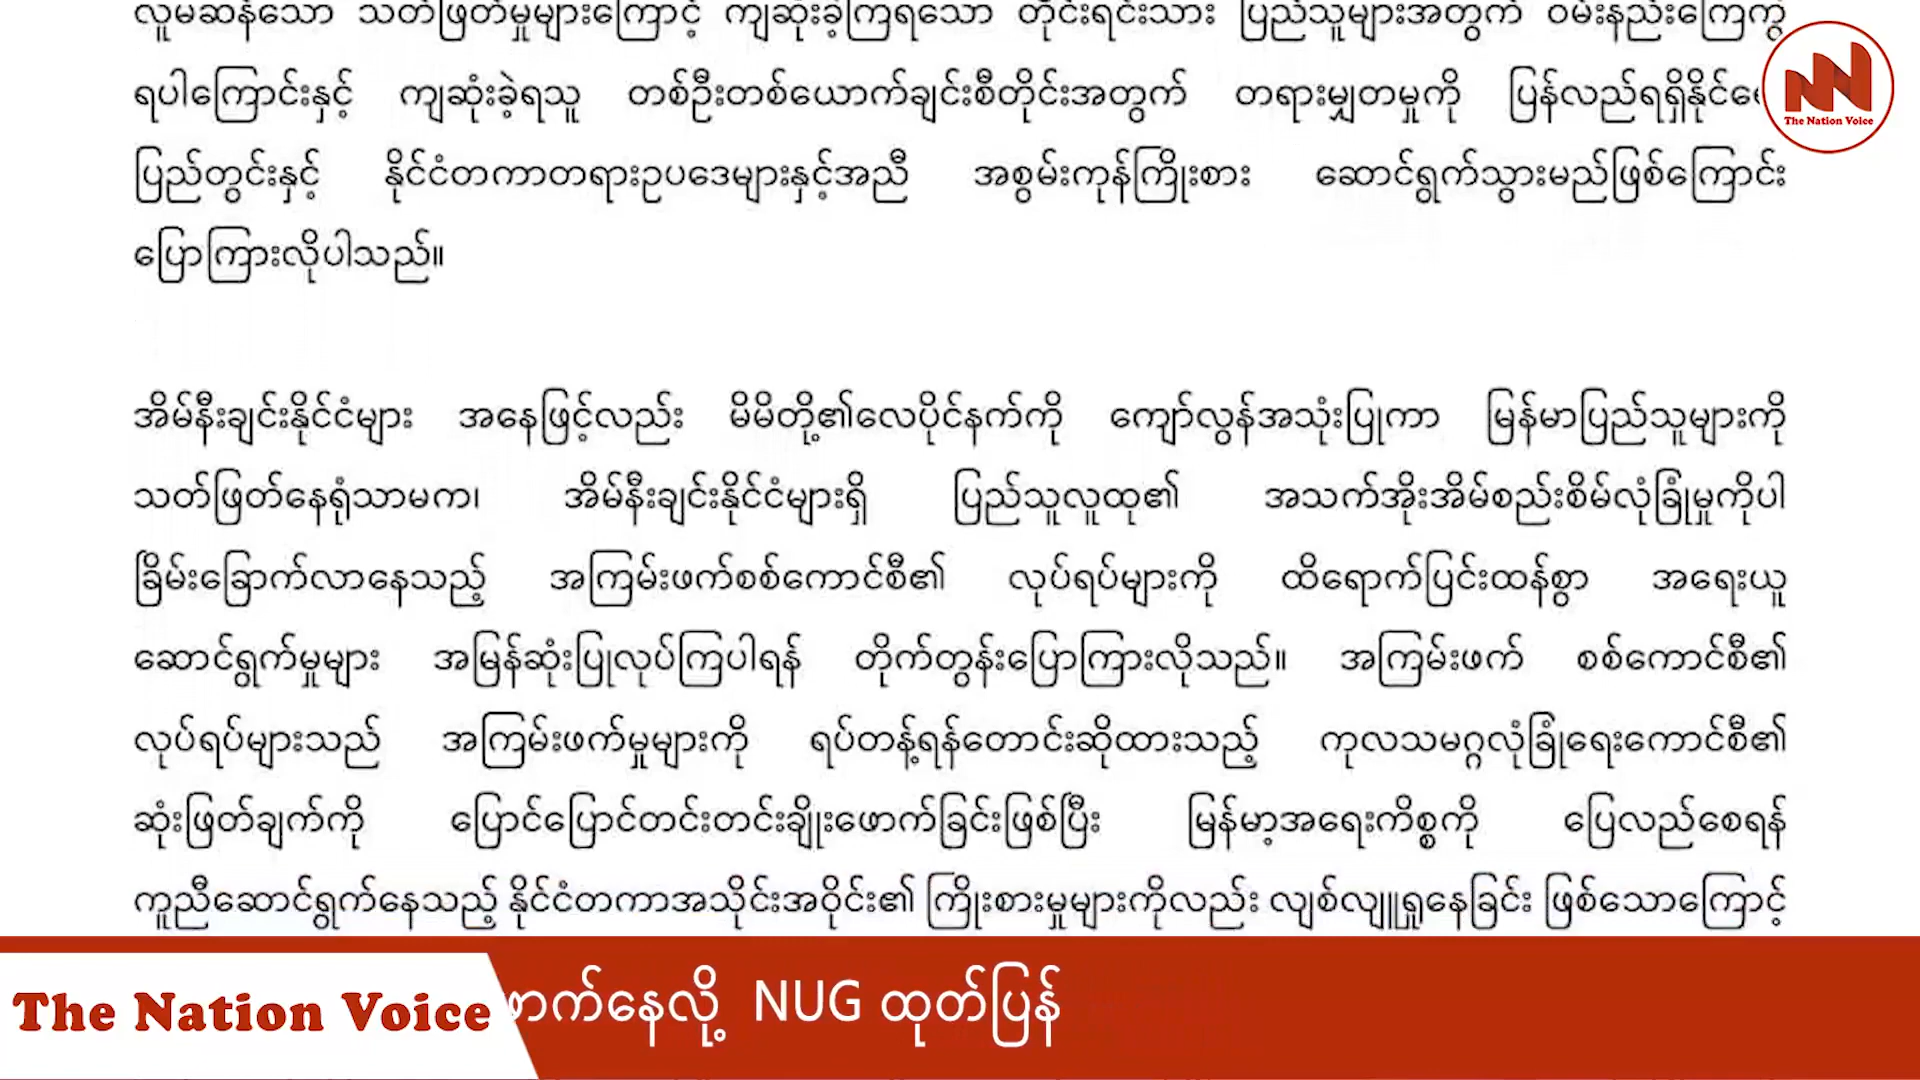 လူမဆန်သော သတ်ဖြတ်မှုများကြောင့် ကျဆုံးခဲ့ကြရသော တိုင်းရင်းသား ပြည်သူများအတွက် ဝမ်းနည်းကြေကွဲ
ရပါကြောင်းနှင့် ကျဆုံးခဲ့ရသူ တစ်ဦးတစ်ယောက်ချင်းစီတိုင်းအတွက် တရားမျှတမှုကို ပြန်လည်ရရှိနိုင်
The Nation Voice
ပြည်တွင်းနှင့် နိုင်ငံတကာတရားဥပဒေများနှင့်အညီ အစွမ်းကုန်ကြိုးစား ဆောင်ရွက်သွားမည်ဖြစ်ကြောင်း
ပြောကြားလိုပါသည်။
အိမ်နီးချင်းနိုင်ငံများ အနေဖြင့်လည်း မိမိတို့၏လေပိုင်နက်ကို ကျော်လွန်အသုံးပြုကာ မြန်မာပြည်သူများကို
သတ်ဖြတ်နေရုံသာမက၊ အိမ်နီးချင်းနိုင်ငံများရှိ ပြည်သူလူထု၏ အသက်အိုးအိမ်စည်းစိမ်လုံခြုံမှုကိုပါ
ခြိမ်းခြောက်လာနေသည့် အကြမ်းဖက်စစ်ကောင်စီ၏ လုပ်ရပ်များကို ထိရောက်ပြင်းထန်စွာ အရေးယူ
ဆောင်ရွက်မှုများ အမြန်ဆုံးပြုလုပ်ကြပါရန် တိုက်တွန်းပြောကြားလိုသည်။ အကြမ်းဖက် စစ်ကောင်စီ၏
လုပ်ရပ်များသည် အကြမ်းဖက်မှုများကို ရပ်တန့်ရန်တောင်းဆိုထားသည့် ကုလသမဂ္ဂလုံခြုံရေးကောင်စီ၏
ဆုံးဖြတ်ချက်ကို ပြောင်ပြောင်တင်းတင်းချိုးဖောက်ခြင်းဖြစ်ပြီး မြန်မာ့အရေးကိစ္စကို ပြေလည်စေရန်
ကူညီဆောင်ရွက်နေသည့် နိုင်ငံတကာအသိုင်းအဝိုင်း၏ ကြိုးစားမှုများကိုလည်း လျစ်လျူရှုနေခြင်း ဖြစ်သောကြောင့်
The Nation Voice
ဖောက်နေလို့ NUG ထုတ်ပြန်